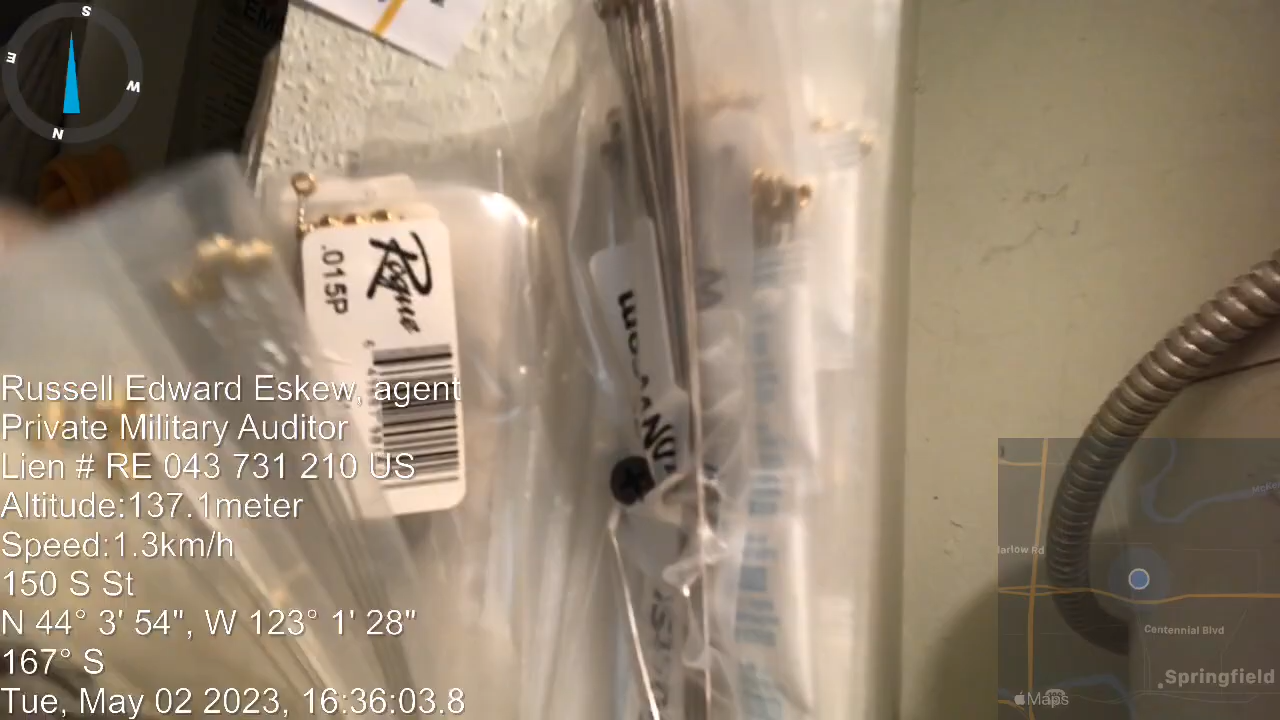 S
E
W
N
Rogue
.015P
Russell Edward Eskew, agent
Private Military Auditor
Lien # RE 043 731 210 US
Altitude:137.1meter
Speed:1.3km/h
150 S St
N 44° 3' 54", W 123° 1' 28"
167° S
Tue, May 02 2023, 16:36:03.8
Centennial Blvd
Springfield
Maps